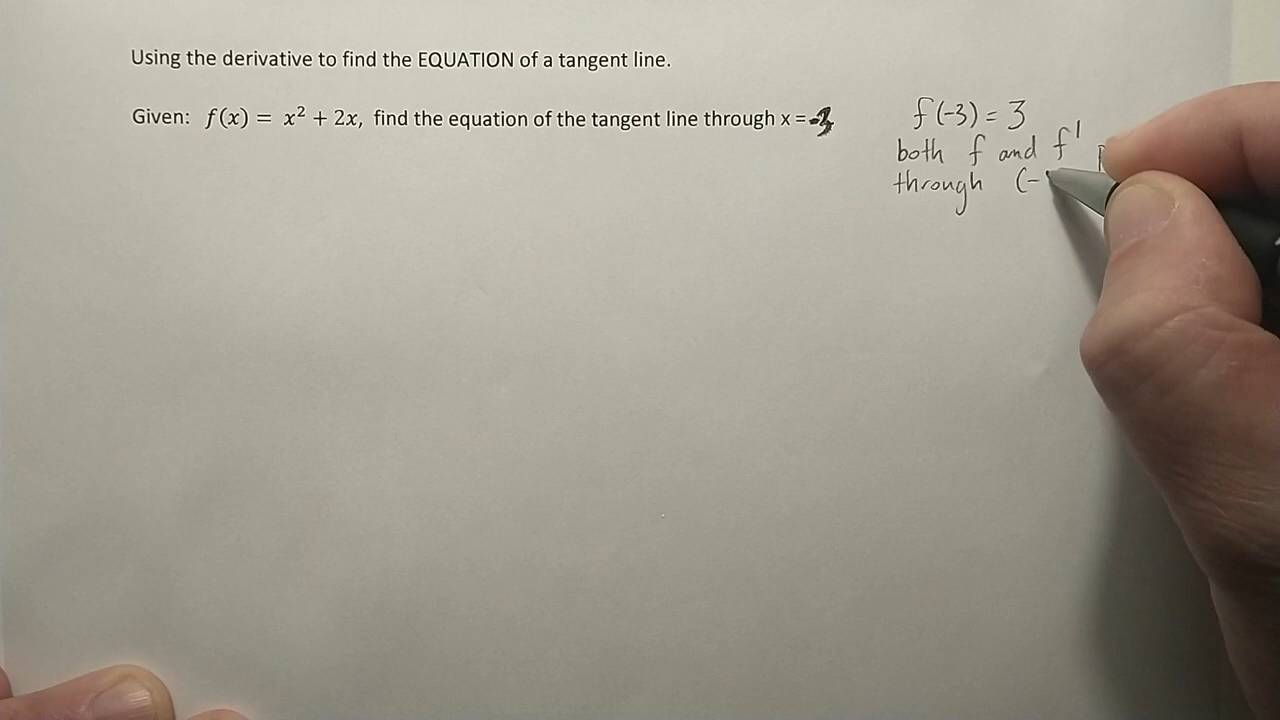 Using the derivative to find the EQUATION of a tangent line.
Given: f(x) = x² + 2x, find the equation of the tangent line through x = -3
f(-3) = 3
both f and f'
through (-